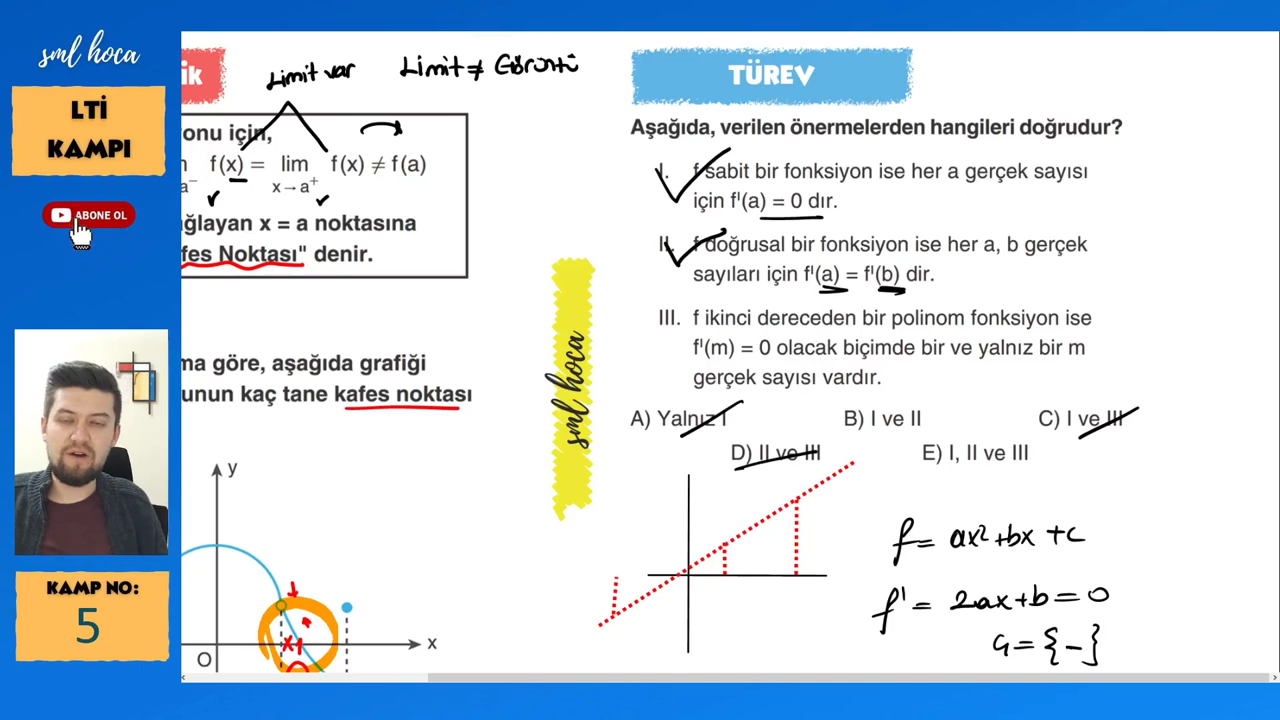 sml hoca
LTİ
KAMPI
ABONE OL
KAMP NO:
5
ik
Limit var
Limit ≠ Görüntü
onu için,
m f(x) = lim f(x) ≠ f(a)
a⁻ x→a⁺
ağlayan x = a noktasına
fes Noktası" denir.
ma göre, aşağıda grafiği
unun kaç tane kafes noktası
y
x
O
x1
sml hoca
TÜREV
Aşağıda, verilen önermelerden hangileri doğrudur?
I. f sabit bir fonksiyon ise her a gerçek sayısı
için f'(a) = 0 dır.
II. f doğrusal bir fonksiyon ise her a, b gerçek
sayıları için f'(a) = f'(b) dir.
III. f ikinci dereceden bir polinom fonksiyon ise
f'(m) = 0 olacak biçimde bir ve yalnız bir m
gerçek sayısı vardır.
A) Yalnız I B) I ve II C) I ve III
D) II ve III E) I, II ve III
f = ax²+bx+c
f' = 2ax+b=0
G={-}